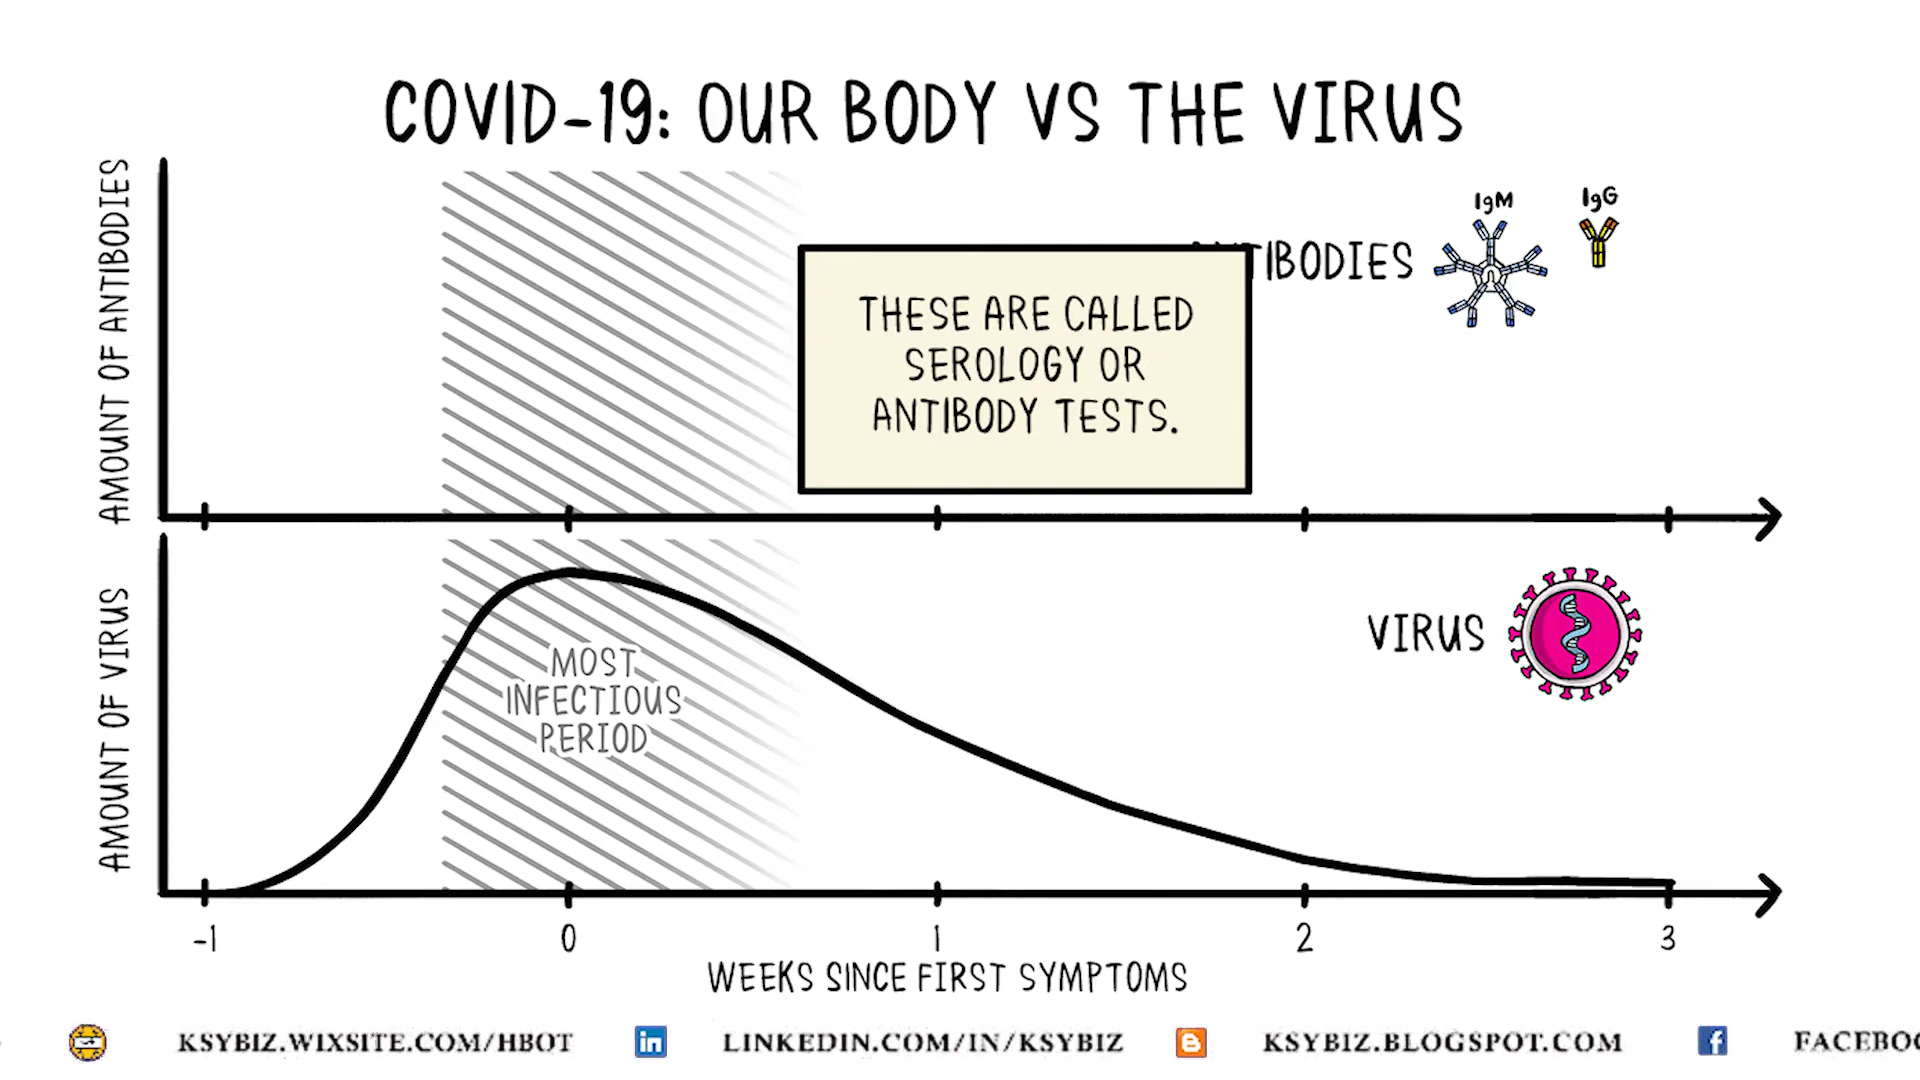 COVID-19: OUR BODY VS THE VIRUS
AMOUNT OF ANTIBODIES
IgM
IgG
TIBODIES
THESE ARE CALLED
SEROLOGY OR
ANTIBODY TESTS.
AMOUNT OF VIRUS
VIRUS
MOST
INFECTIOUS
PERIOD
-1 0 1 2 3
WEEKS SINCE FIRST SYMPTOMS
KSYBIZ.WIXSITE.COM/HBOT LINKEDIN.COM/IN/KSYBIZ KSYBIZ.BLOGSPOT.COM FACEBOO